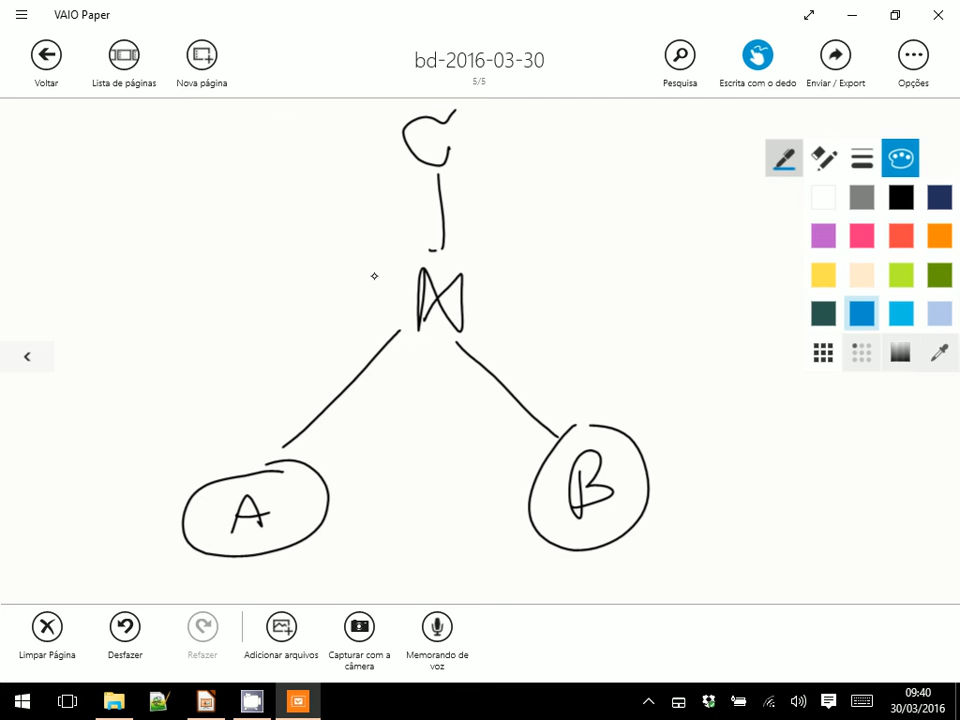 VAIO Paper
Voltar
Lista de páginas
Nova página
bd-2016-03-30
5/5
Pesquisa
Escrita com o dedo
Enviar / Export
Opções
C
⋈
A
B
Limpar Página
Desfazer
Refazer
Adicionar arquivos
Capturar com a
câmera
Memorando de
voz
09:40
30/03/2016